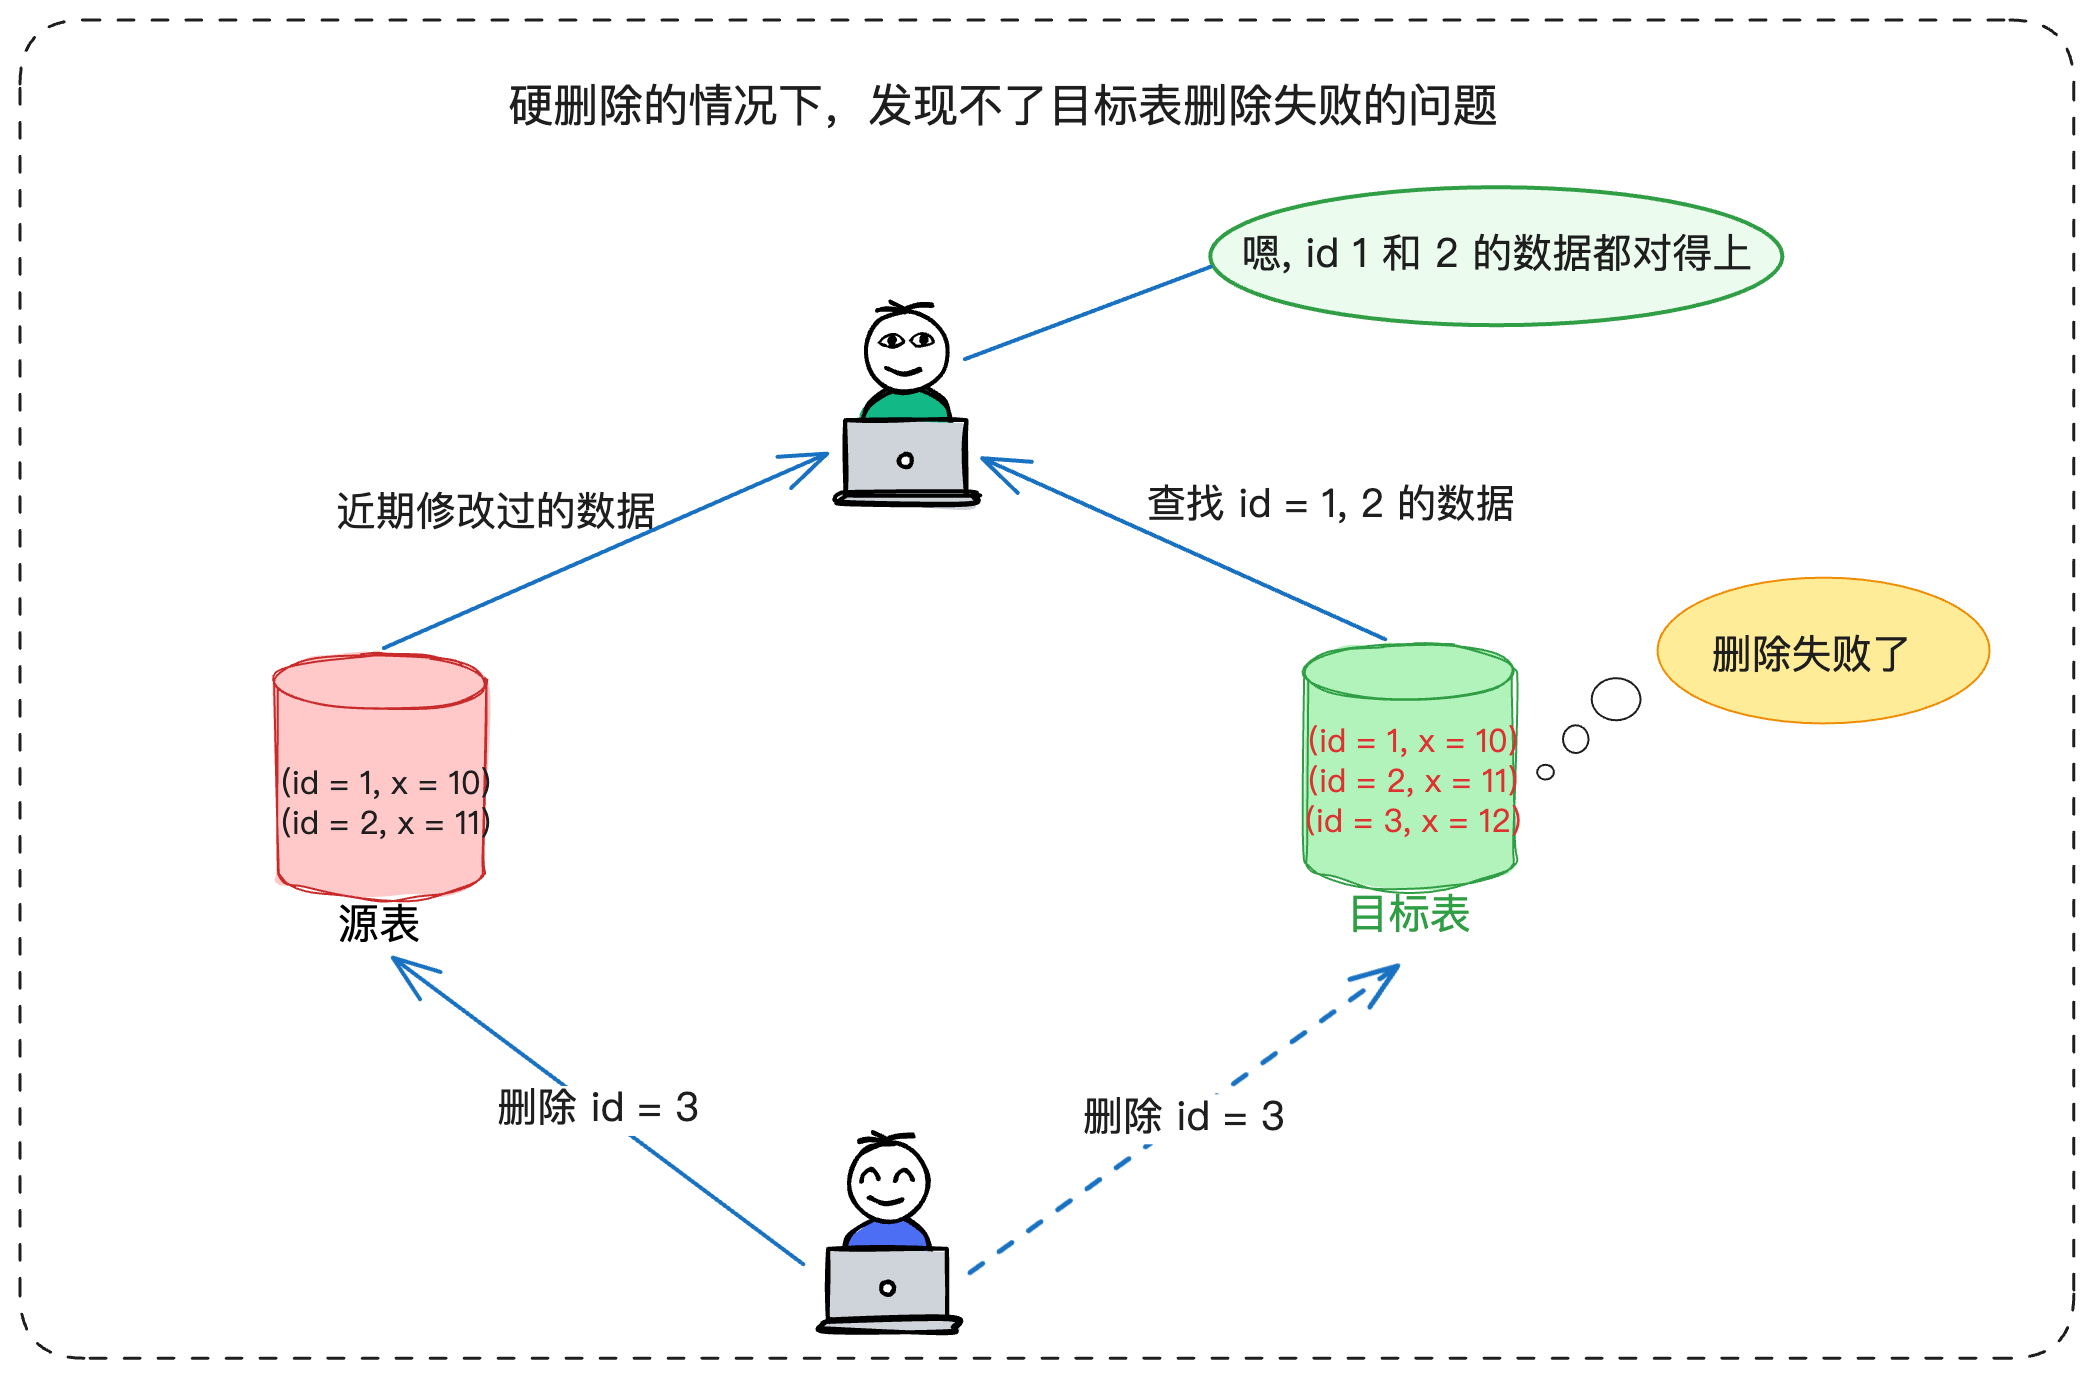 硬删除的情况下，发现不了目标表删除失败的问题
嗯, id 1 和 2 的数据都对得上
近期修改过的数据
查找 id = 1, 2 的数据
删除失败了
(id = 1, x = 10)
(id = 2, x = 11)
源表
(id = 1, x = 10)
(id = 2, x = 11)
(id = 3, x = 12)
目标表
删除 id = 3
删除 id = 3